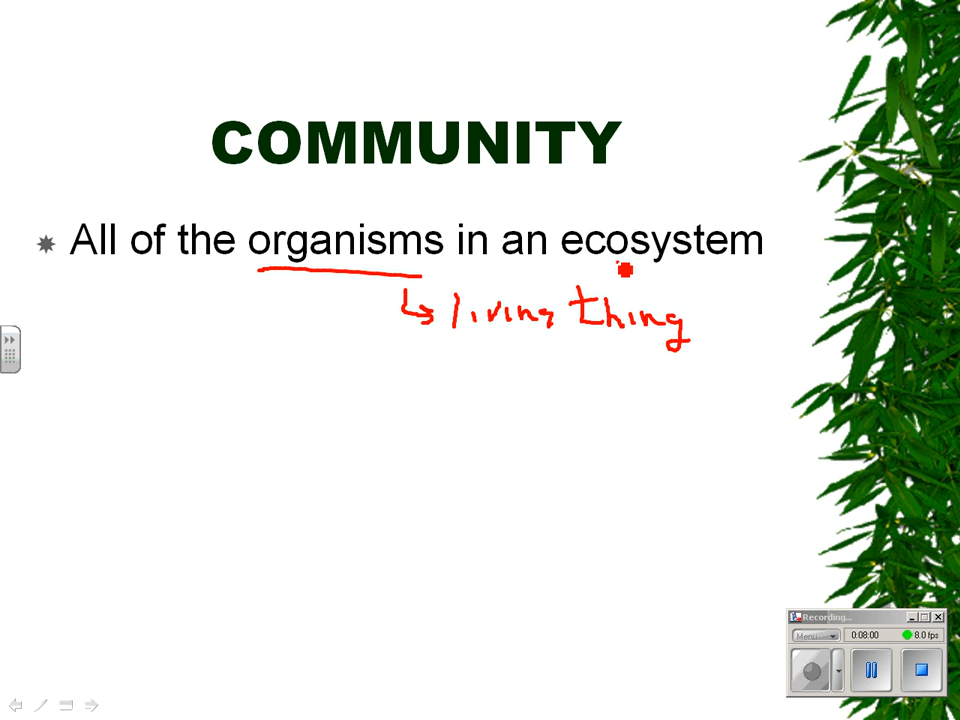 COMMUNITY
All of the organisms in an ecosystem
living thing
Recording...
Menu 0:08:00 8.0 fps